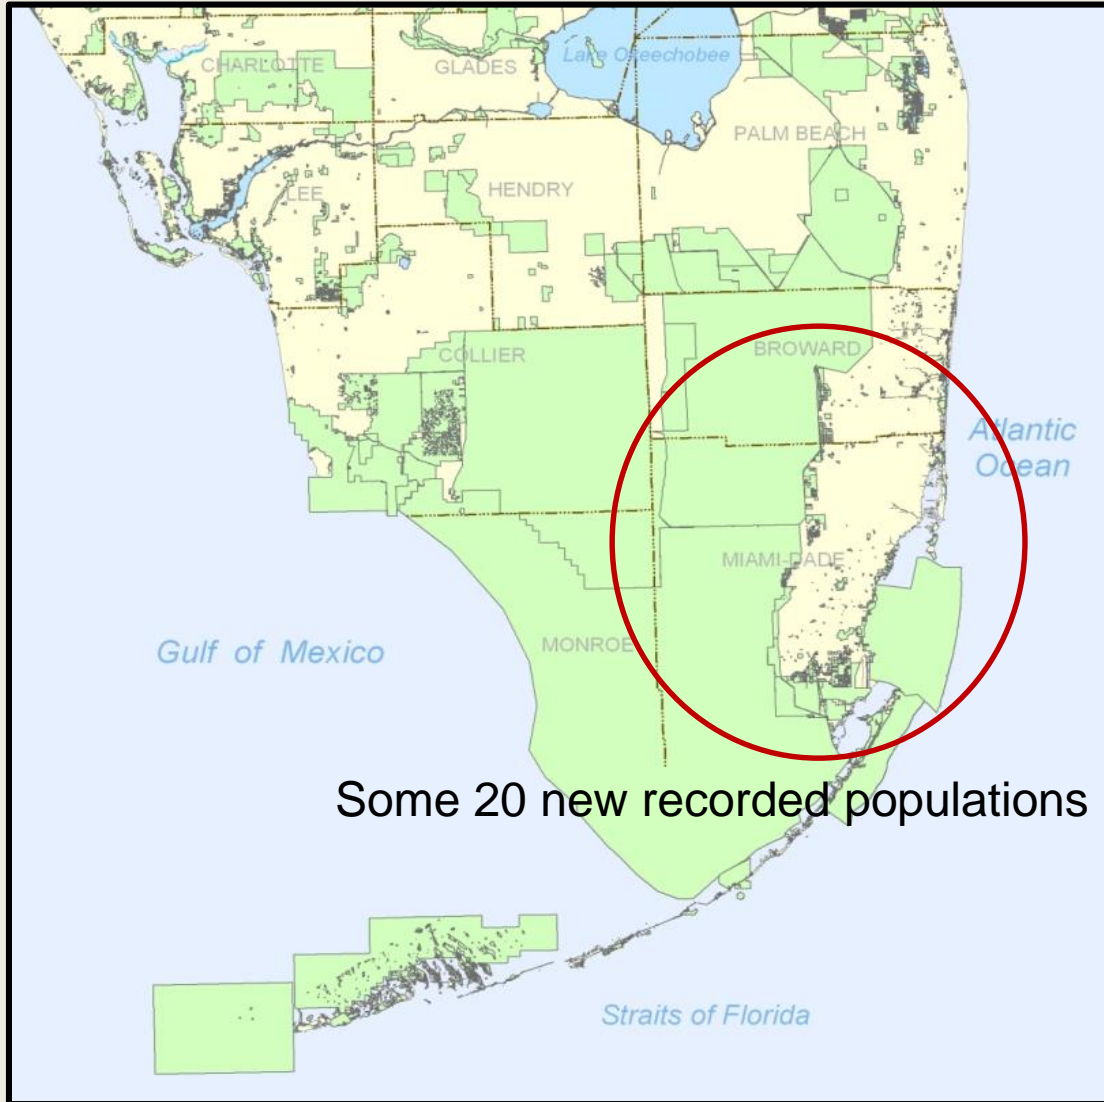 Lake Okeechobee
CHARLOTTE
GLADES
PALM BEACH
LEE
HENDRY
COLLIER
BROWARD
Atlantic
Ocean
MIAMI-DADE
MONROE
Gulf of Mexico
Some 20 new recorded populations
Straits of Florida